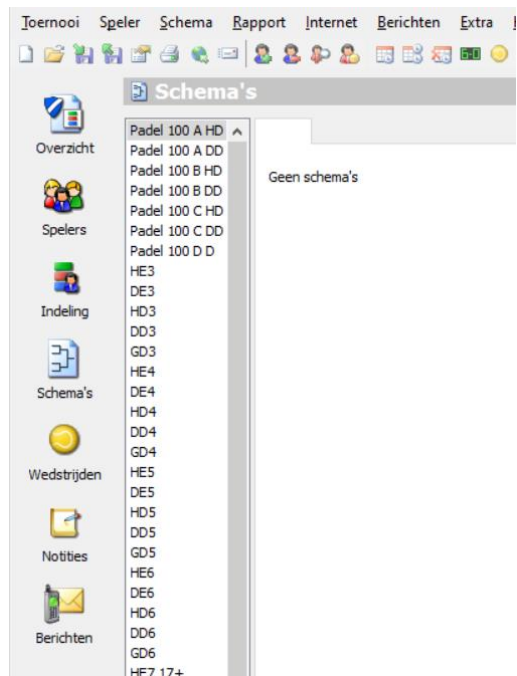 Toernooi Speler Schema Rapport Internet Berichten Extra
Schema's
Overzicht
Spelers
Indeling
Schema's
Wedstrijden
Notities
Berichten
Padel 100 A HD
Padel 100 A DD
Padel 100 B HD
Padel 100 B DD
Padel 100 C HD
Padel 100 C DD
Padel 100 D D
HE3
DE3
HD3
DD3
GD3
HE4
DE4
HD4
DD4
GD4
HE5
DE5
HD5
DD5
GD5
HE6
DE6
HD6
DD6
GD6
HE7 17+
Geen schema's